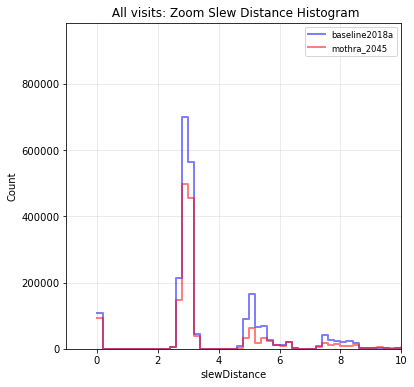 All visits: Zoom Slew Distance Histogram
baseline2018a
mothra_2045
Count
800000
600000
400000
200000
0
0 2 4 6 8 10
slewDistance